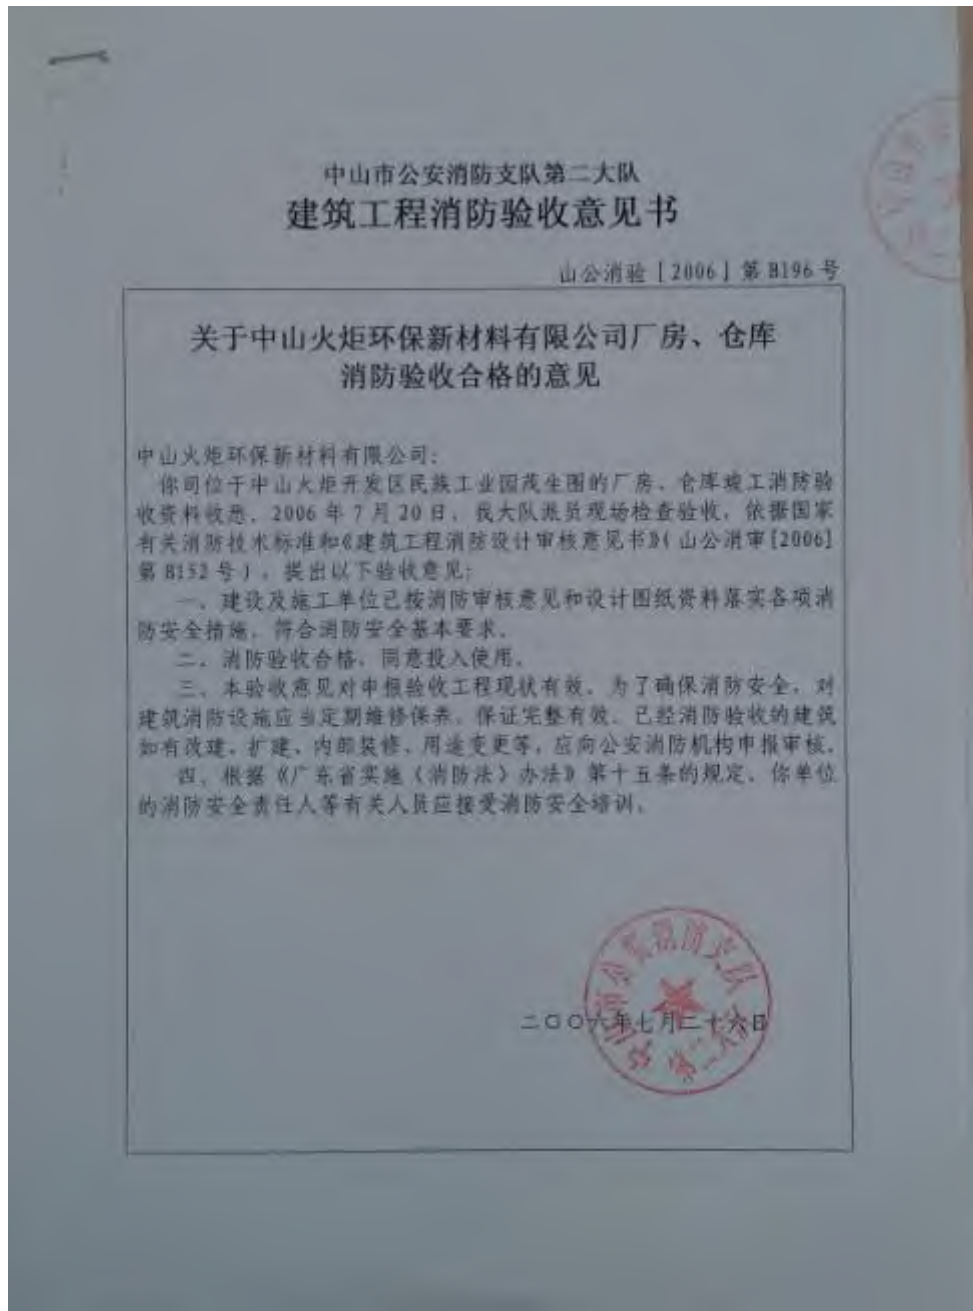 中山市公安消防支队第二大队
建筑工程消防验收意见书
山公消验［2006］第B196号
关于中山火炬环保新材料有限公司厂房、仓库
消防验收合格的意见
中山火炬环保新材料有限公司：
你司位于中山火炬开发区民族工业园茂生围的厂房、仓库竣工消防验
收资料收悉，2006年7月20日，我大队派员现场检查验收，依据国家
有关消防技术标准和《建筑工程消防设计审核意见书》（山公消审[2006]
第B152号），提出以下验收意见：
一、建设及施工单位已按消防审核意见和设计图纸资料落实各项消
防安全措施，符合消防安全基本要求。
二、消防验收合格，同意投入使用。
三、本验收意见对申报验收工程现状有效。为了确保消防安全，对
建筑消防设施应当定期维修保养，保证完整有效。已经消防验收的建筑
如有改建、扩建、内部装修、用途变更等，应向公安消防机构申报审核。
四、根据《广东省实施〈消防法〉办法》第十五条的规定，你单位
的消防安全责任人等有关人员应接受消防安全培训。
二〇〇六年七月二十六日
中山市公安消防支队
第二大队